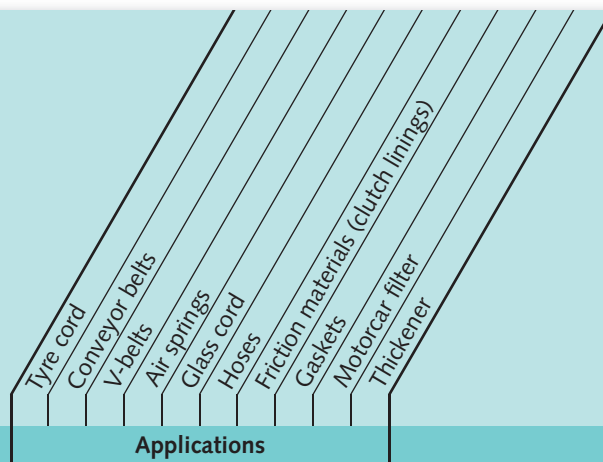 Tyre cord
Conveyor belts
V-belts
Air springs
Glass cord
Hoses
Friction materials (clutch linings)
Gaskets
Motorcar filter
Thickener
Applications